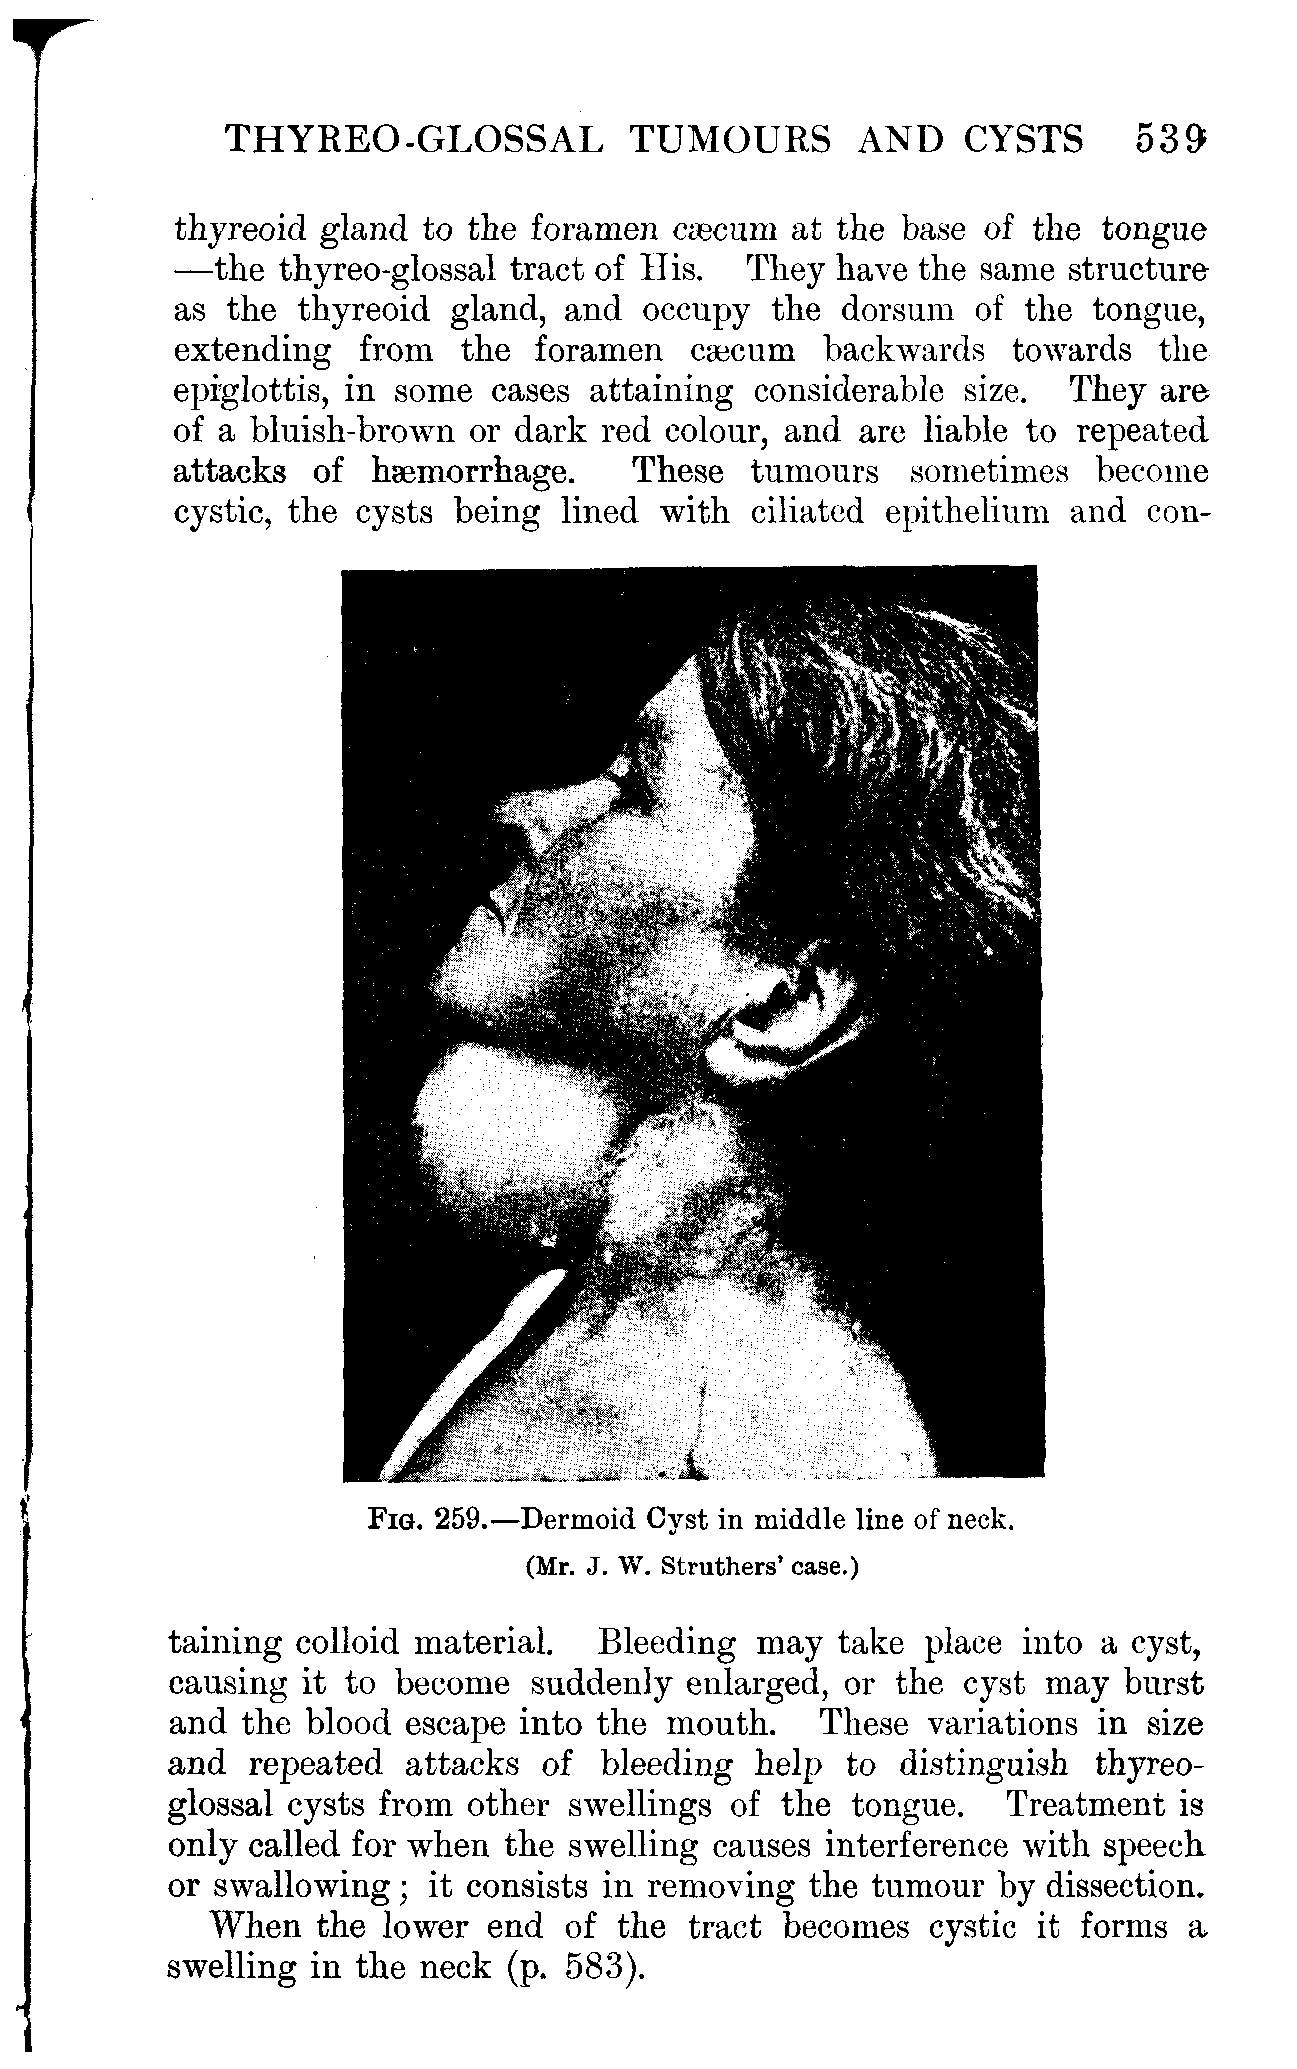 THYREO-GLOSSAL TUMOURS AND CYSTS 539
thyreoid gland to the foramen cæcum at the base of the tongue
—the thyreo-glossal tract of His. They have the same structure
as the thyreoid gland, and occupy the dorsum of the tongue,
extending from the foramen cæcum backwards towards the
epiglottis, in some cases attaining considerable size. They are
of a bluish-brown or dark red colour, and are liable to repeated
attacks of hæmorrhage. These tumours sometimes become
cystic, the cysts being lined with ciliated epithelium and con-
FIG. 259.—Dermoid Cyst in middle line of neck.
(Mr. J. W. Struthers' case.)
taining colloid material. Bleeding may take place into a cyst,
causing it to become suddenly enlarged, or the cyst may burst
and the blood escape into the mouth. These variations in size
and repeated attacks of bleeding help to distinguish thyreo-
glossal cysts from other swellings of the tongue. Treatment is
only called for when the swelling causes interference with speech
or swallowing; it consists in removing the tumour by dissection.
When the lower end of the tract becomes cystic it forms a
swelling in the neck (p. 583).